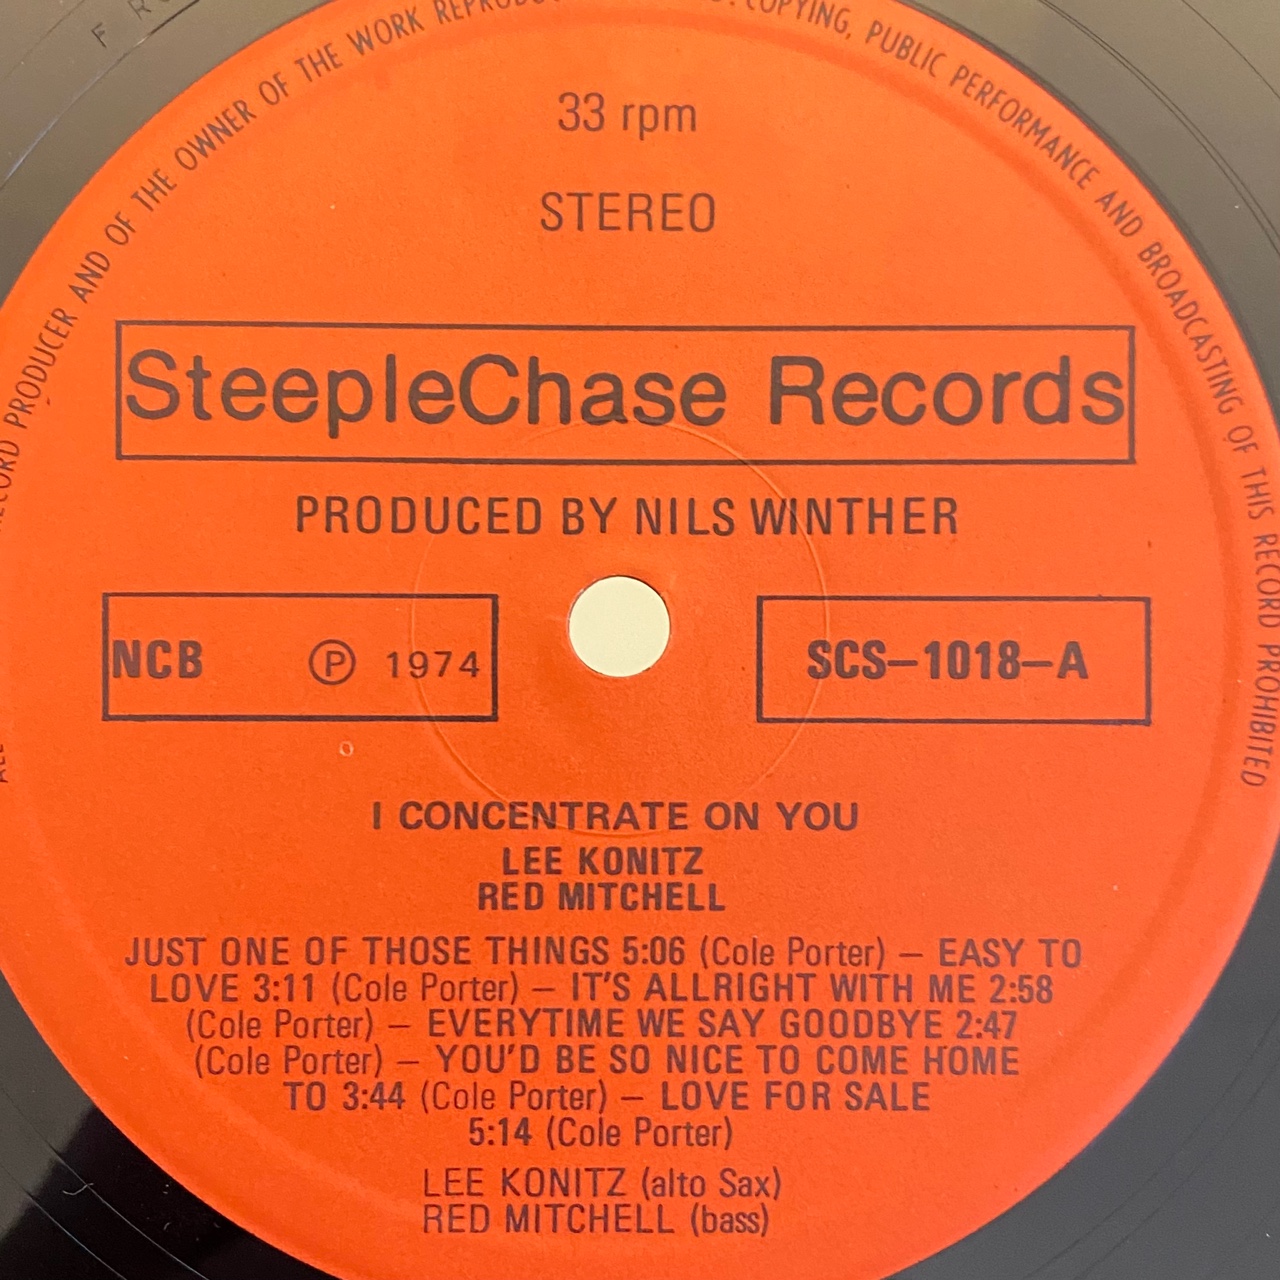 RECORD PRODUCER AND OF THE OWNER OF THE WORK COPYING, PUBLIC PERFORMANCE AND BROADCASTING OF THIS RECORD PROHIBITED
33 rpm
STEREO
SteepleChase Records
PRODUCED BY NILS WINTHER
NCB ℗ 1974
SCS–1018–A
I CONCENTRATE ON YOU
LEE KONITZ
RED MITCHELL
JUST ONE OF THOSE THINGS 5:06 (Cole Porter) – EASY TO
LOVE 3:11 (Cole Porter) – IT'S ALLRIGHT WITH ME 2:58
(Cole Porter) – EVERYTIME WE SAY GOODBYE 2:47
(Cole Porter) – YOU'D BE SO NICE TO COME HOME
TO 3:44 (Cole Porter) – LOVE FOR SALE
5:14 (Cole Porter)
LEE KONITZ (alto Sax)
RED MITCHELL (bass)